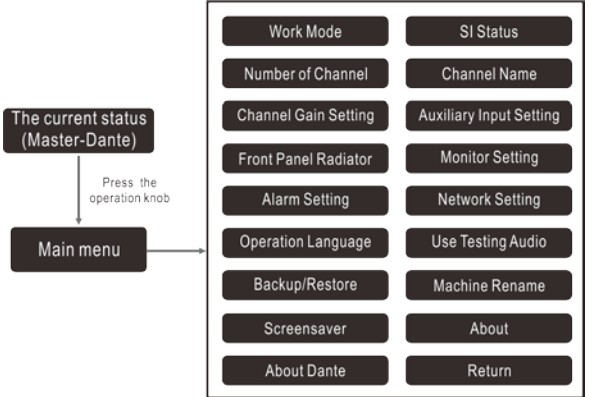 Work Mode
SI Status
Number of Channel
Channel Name
The current status
(Master-Dante)
Channel Gain Setting
Auxiliary Input Setting
Front Panel Radiator
Monitor Setting
Press the
operation knob
Alarm Setting
Network Setting
Main menu
Operation Language
Use Testing Audio
Backup/Restore
Machine Rename
Screensaver
About
About Dante
Return